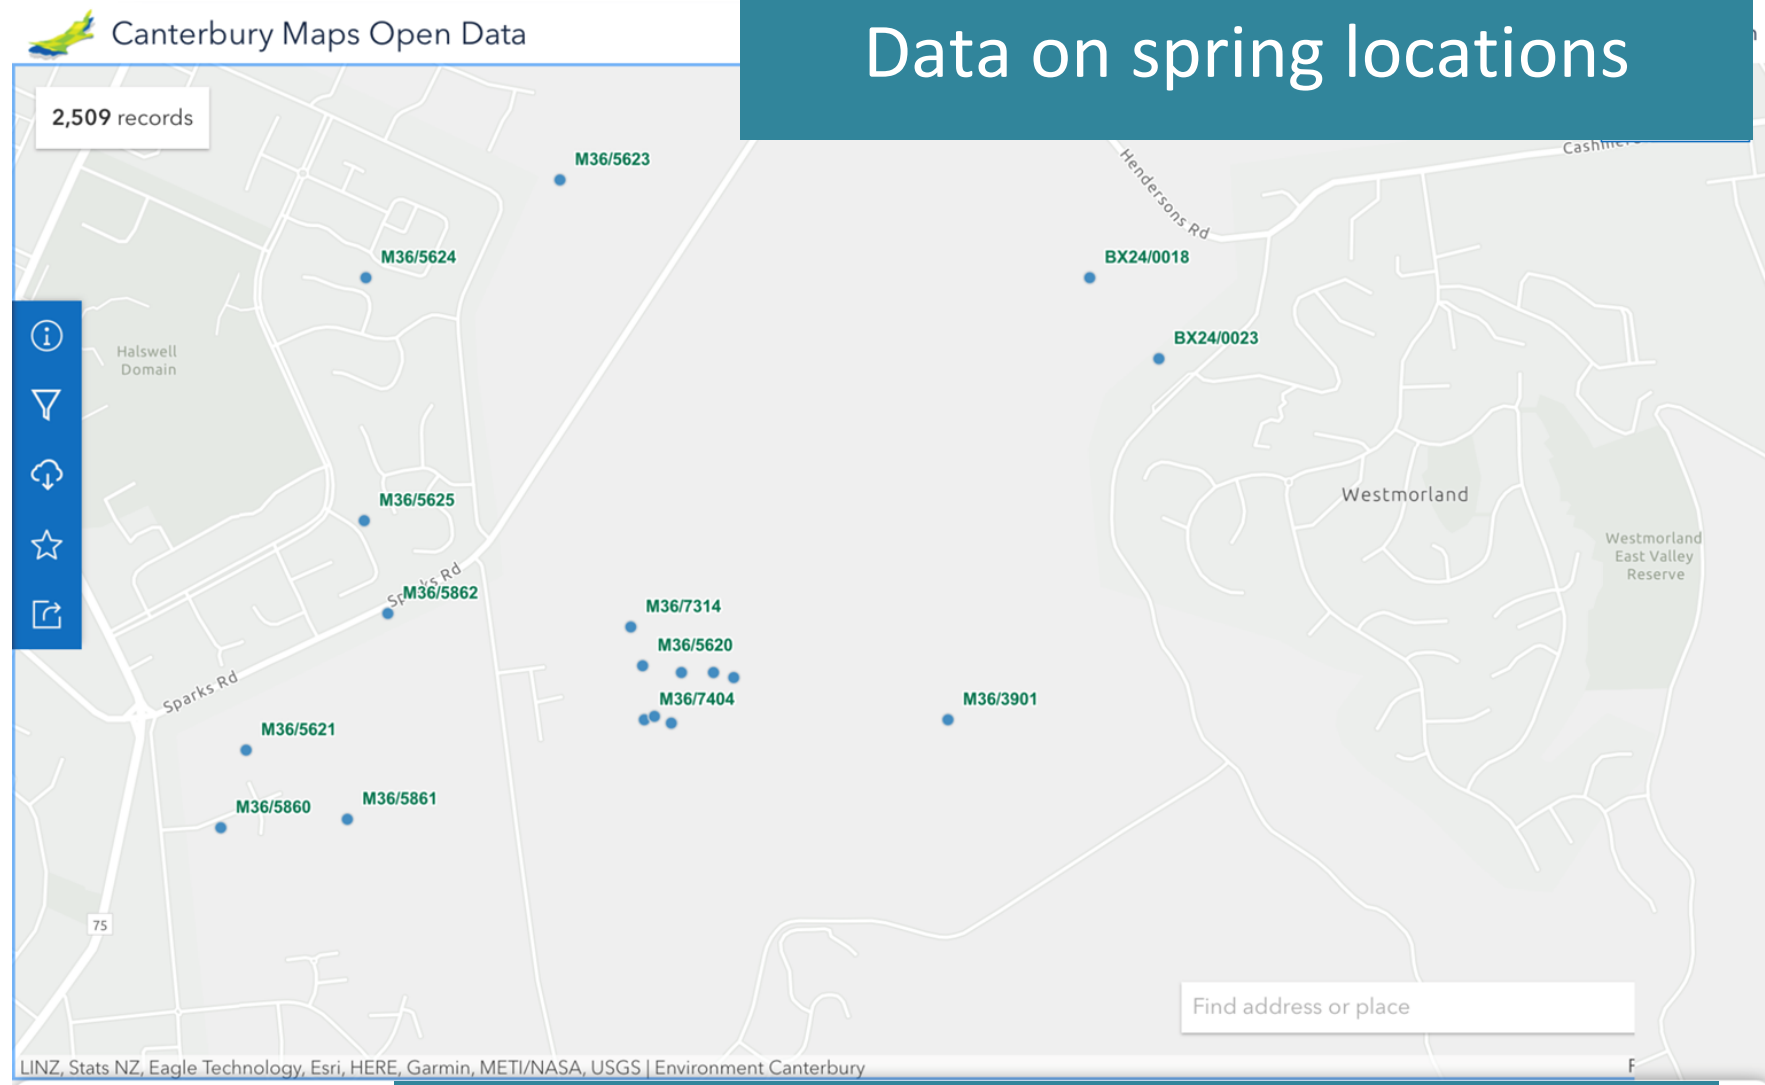 Canterbury Maps Open Data
Data on spring locations
2,509 records
M36/5623
Hendersons Rd
M36/5624
BX24/0018
BX24/0023
Halswell
Domain
M36/5625
Westmorland
Westmorland
East Valley
Reserve
Sparks Rd
M36/5862
M36/7314
M36/5620
Sparks Rd
M36/7404
M36/3901
M36/5621
M36/5860
M36/5861
75
Find address or place
LINZ, Stats NZ, Eagle Technology, Esri, HERE, Garmin, METI/NASA, USGS | Environment Canterbury